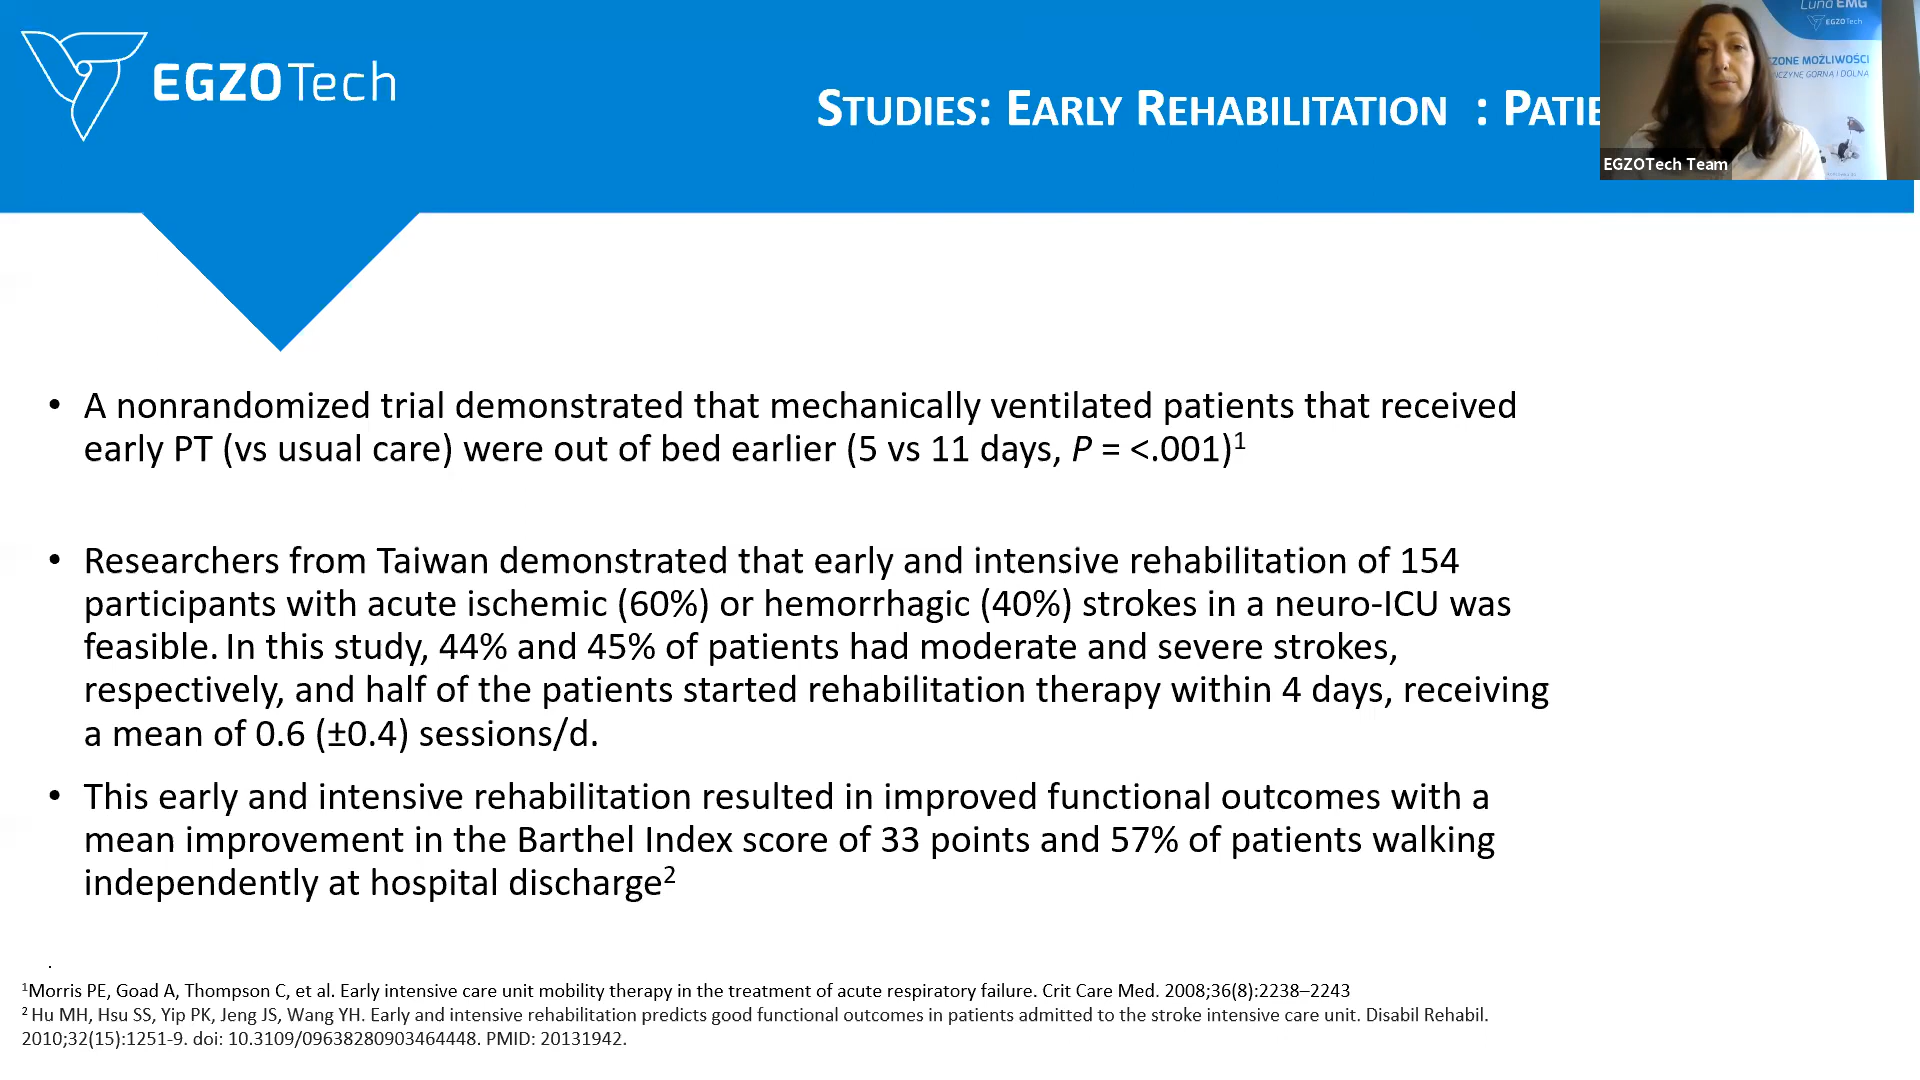 EGZOTech
STUDIES: EARLY REHABILITATION : PATIE
Luna EMG
EGZOTech
ZONE MOŻLIWOŚCI
ŃCZYNĘ GÓRNĄ I DOLNĄ
EGZOTech Team
• A nonrandomized trial demonstrated that mechanically ventilated patients that received
early PT (vs usual care) were out of bed earlier (5 vs 11 days, P = <.001)¹
• Researchers from Taiwan demonstrated that early and intensive rehabilitation of 154
participants with acute ischemic (60%) or hemorrhagic (40%) strokes in a neuro-ICU was
feasible. In this study, 44% and 45% of patients had moderate and severe strokes,
respectively, and half of the patients started rehabilitation therapy within 4 days, receiving
a mean of 0.6 (±0.4) sessions/d.
• This early and intensive rehabilitation resulted in improved functional outcomes with a
mean improvement in the Barthel Index score of 33 points and 57% of patients walking
independently at hospital discharge²
.
¹Morris PE, Goad A, Thompson C, et al. Early intensive care unit mobility therapy in the treatment of acute respiratory failure. Crit Care Med. 2008;36(8):2238–2243
² Hu MH, Hsu SS, Yip PK, Jeng JS, Wang YH. Early and intensive rehabilitation predicts good functional outcomes in patients admitted to the stroke intensive care unit. Disabil Rehabil.
2010;32(15):1251-9. doi: 10.3109/09638280903464448. PMID: 20131942.